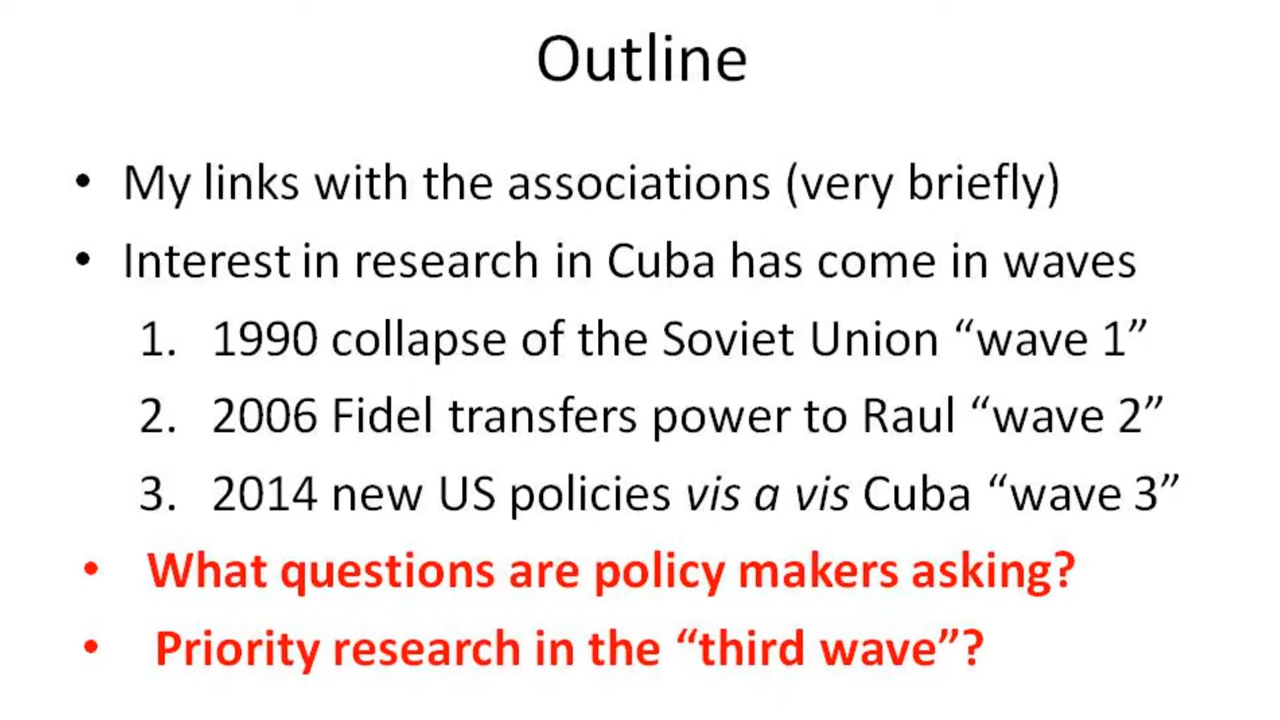 Outline
• My links with the associations (very briefly)
• Interest in research in Cuba has come in waves
1. 1990 collapse of the Soviet Union “wave 1”
2. 2006 Fidel transfers power to Raul “wave 2”
3. 2014 new US policies vis a vis Cuba “wave 3”
• What questions are policy makers asking?
• Priority research in the “third wave”?